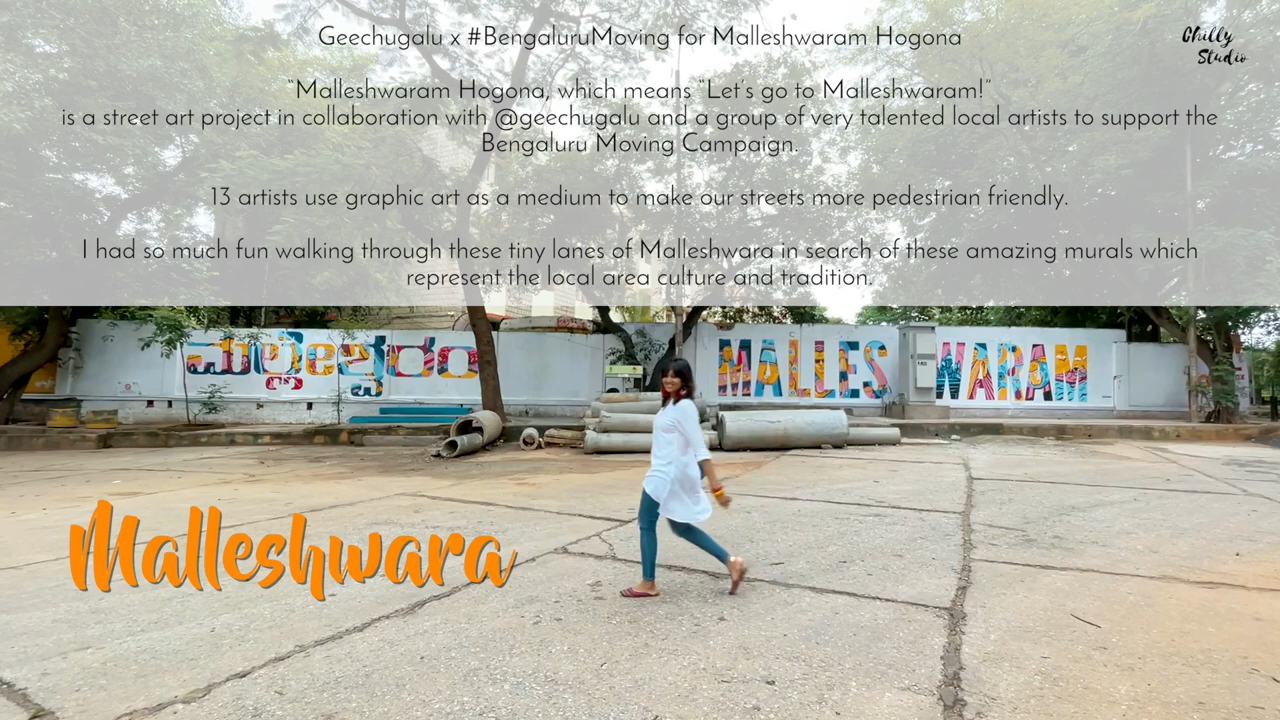 Geechugalu x #BengaluruMoving for Malleshwaram Hogona
Chilly
Studio
“Malleshwaram Hogona, which means “Let's go to Malleshwaram!”
is a street art project in collaboration with @geechugalu and a group of very talented local artists to support the
Bengaluru Moving Campaign.
13 artists use graphic art as a medium to make our streets more pedestrian friendly.
I had so much fun walking through these tiny lanes of Malleshwara in search of these amazing murals which
represent the local area culture and tradition.
ಮಲ್ಲೇಶ್ವರಂ
MALLES WARAM
Malleshwara